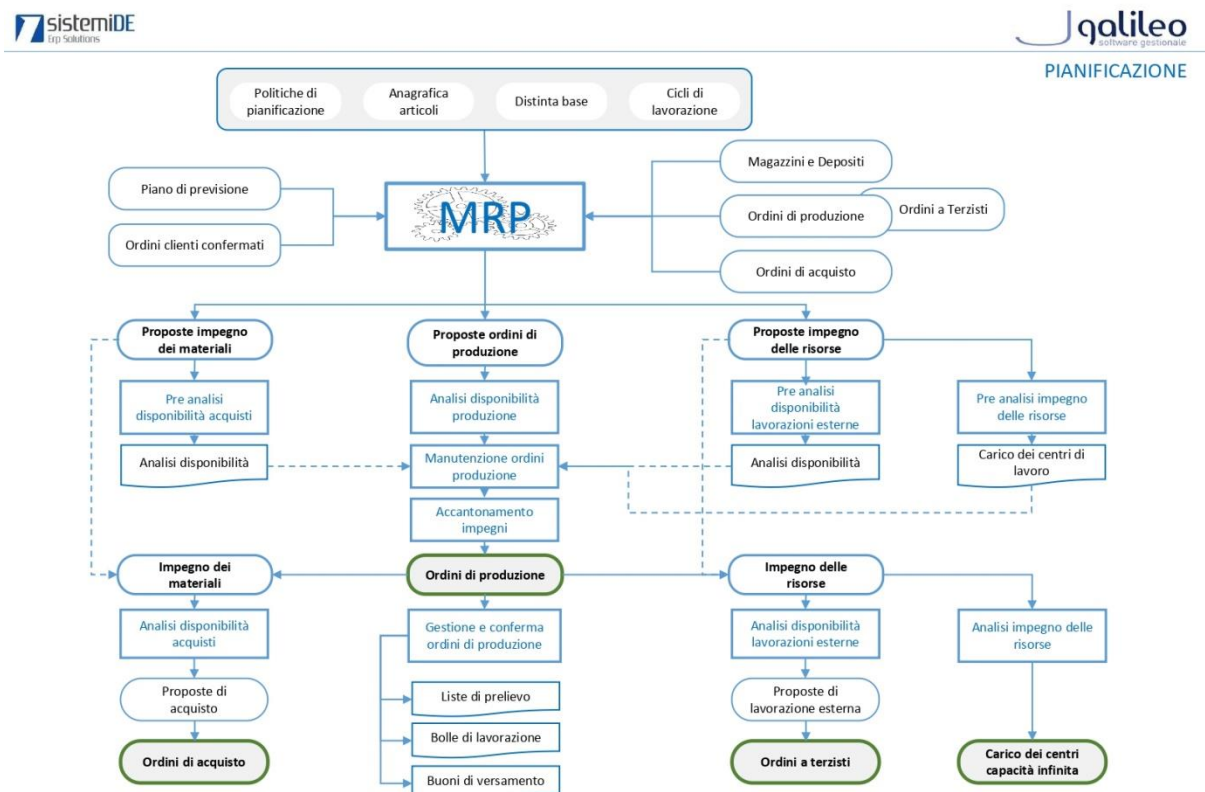 sistemiDE
Erp Solutions
galileo
software gestionale
PIANIFICAZIONE
Politiche di
pianificazione
Anagrafica
articoli
Distinta base
Cicli di
lavorazione
Piano di previsione
Ordini clienti confermati
MRP
Magazzini e Depositi
Ordini di produzione
Ordini a Terzisti
Ordini di acquisto
Proposte impegno
dei materiali
Proposte ordini di
produzione
Proposte impegno
delle risorse
Pre analisi
disponibilità acquisti
Analisi disponibilità
produzione
Pre analisi
disponibilità
lavorazioni esterne
Pre analisi impegno
delle risorse
Analisi disponibilità
Manutenzione ordini
produzione
Analisi disponibilità
Carico dei centri di
lavoro
Accantonamento
impegni
Impegno dei
materiali
Ordini di produzione
Impegno delle
risorse
Analisi disponibilità
acquisti
Gestione e conferma
ordini di produzione
Analisi disponibilità
lavorazioni esterne
Analisi impegno delle
risorse
Proposte di
acquisto
Liste di prelievo
Proposte di
lavorazione esterna
Bolle di lavorazione
Ordini di acquisto
Buoni di versamento
Ordini a terzisti
Carico dei centri
capacità infinita